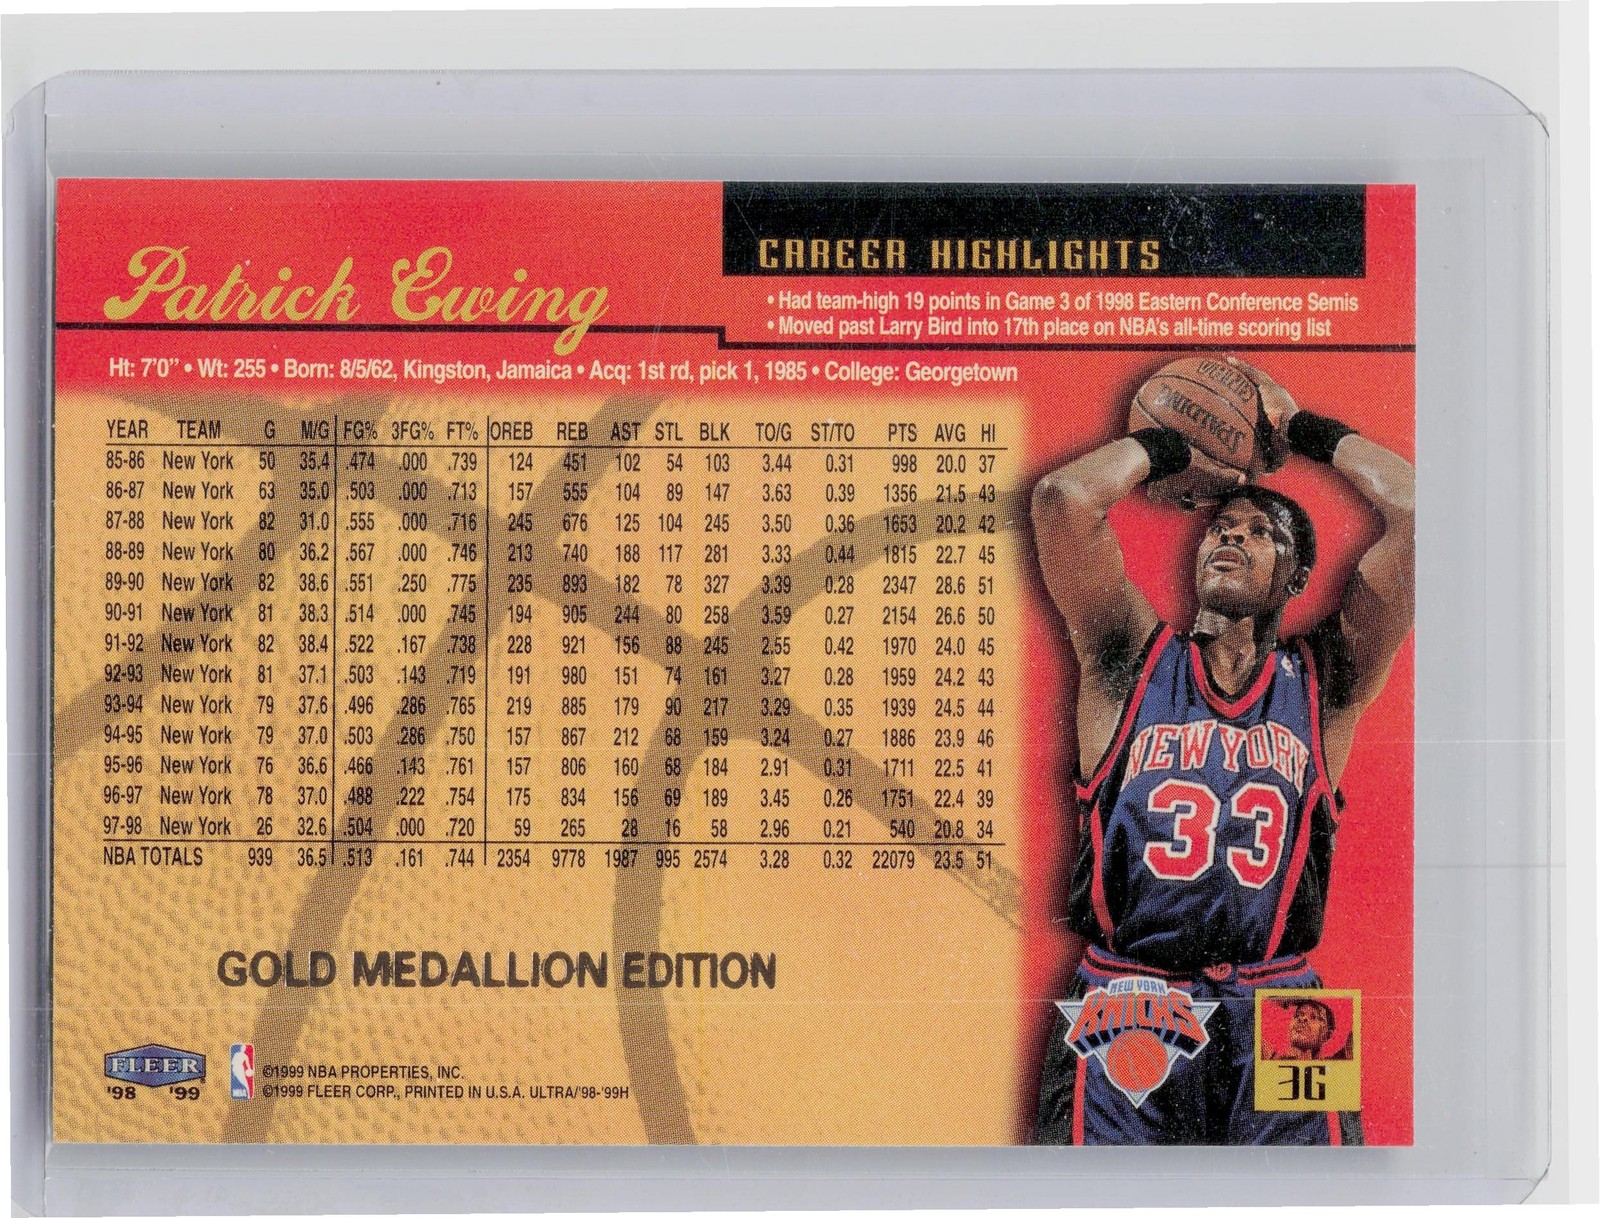 Patrick Ewing
CAREER HIGHLIGHTS
• Had team-high 19 points in Game 3 of 1998 Eastern Conference Semis
• Moved past Larry Bird into 17th place on NBA's all-time scoring list
Ht: 7'0" • Wt: 255 • Born: 8/5/62, Kingston, Jamaica • Acq: 1st rd, pick 1, 1985 • College: Georgetown
YEAR TEAM G M/G FG% 3FG% FT% OREB REB AST STL BLK TO/G ST/TO PTS AVG HI
85-86 New York 50 35.4 .474 .000 .739 124 451 102 54 103 3.44 0.31 998 20.0 37
86-87 New York 63 35.0 .503 .000 .713 157 555 104 89 147 3.63 0.39 1356 21.5 43
87-88 New York 82 31.0 .555 .000 .716 245 676 125 104 245 3.50 0.36 1653 20.2 42
88-89 New York 80 36.2 .567 .000 .746 213 740 188 117 281 3.33 0.44 1815 22.7 45
89-90 New York 82 38.6 .551 .250 .775 235 893 182 78 327 3.39 0.28 2347 28.6 51
90-91 New York 81 38.3 .514 .000 .745 194 905 244 80 258 3.59 0.27 2154 26.6 50
91-92 New York 82 38.4 .522 .167 .738 228 921 156 88 245 2.55 0.42 1970 24.0 45
92-93 New York 81 37.1 .503 .143 .719 191 980 151 74 161 3.27 0.28 1959 24.2 43
93-94 New York 79 37.6 .496 .286 .765 219 885 179 90 217 3.29 0.35 1939 24.5 44
94-95 New York 79 37.0 .503 .286 .750 157 867 212 68 159 3.24 0.27 1886 23.9 46
95-96 New York 76 36.6 .466 .143 .761 157 806 160 68 184 2.91 0.31 1711 22.5 41
96-97 New York 78 37.0 .488 .222 .754 175 834 156 69 189 3.45 0.26 1751 22.4 39
97-98 New York 26 32.6 .504 .000 .720 59 265 28 16 58 2.96 0.21 540 20.8 34
NBA TOTALS 939 36.5 .513 .161 .744 2354 9778 1987 995 2574 3.28 0.32 22079 23.5 51
SPALDING
NEW YORK
33
GOLD MEDALLION EDITION
NEW YORK
KNICKS
FLEER
'98 '99
NBA
©1999 NBA PROPERTIES, INC.
©1999 FLEER CORP., PRINTED IN U.S.A. ULTRA/'98-'99H
3G